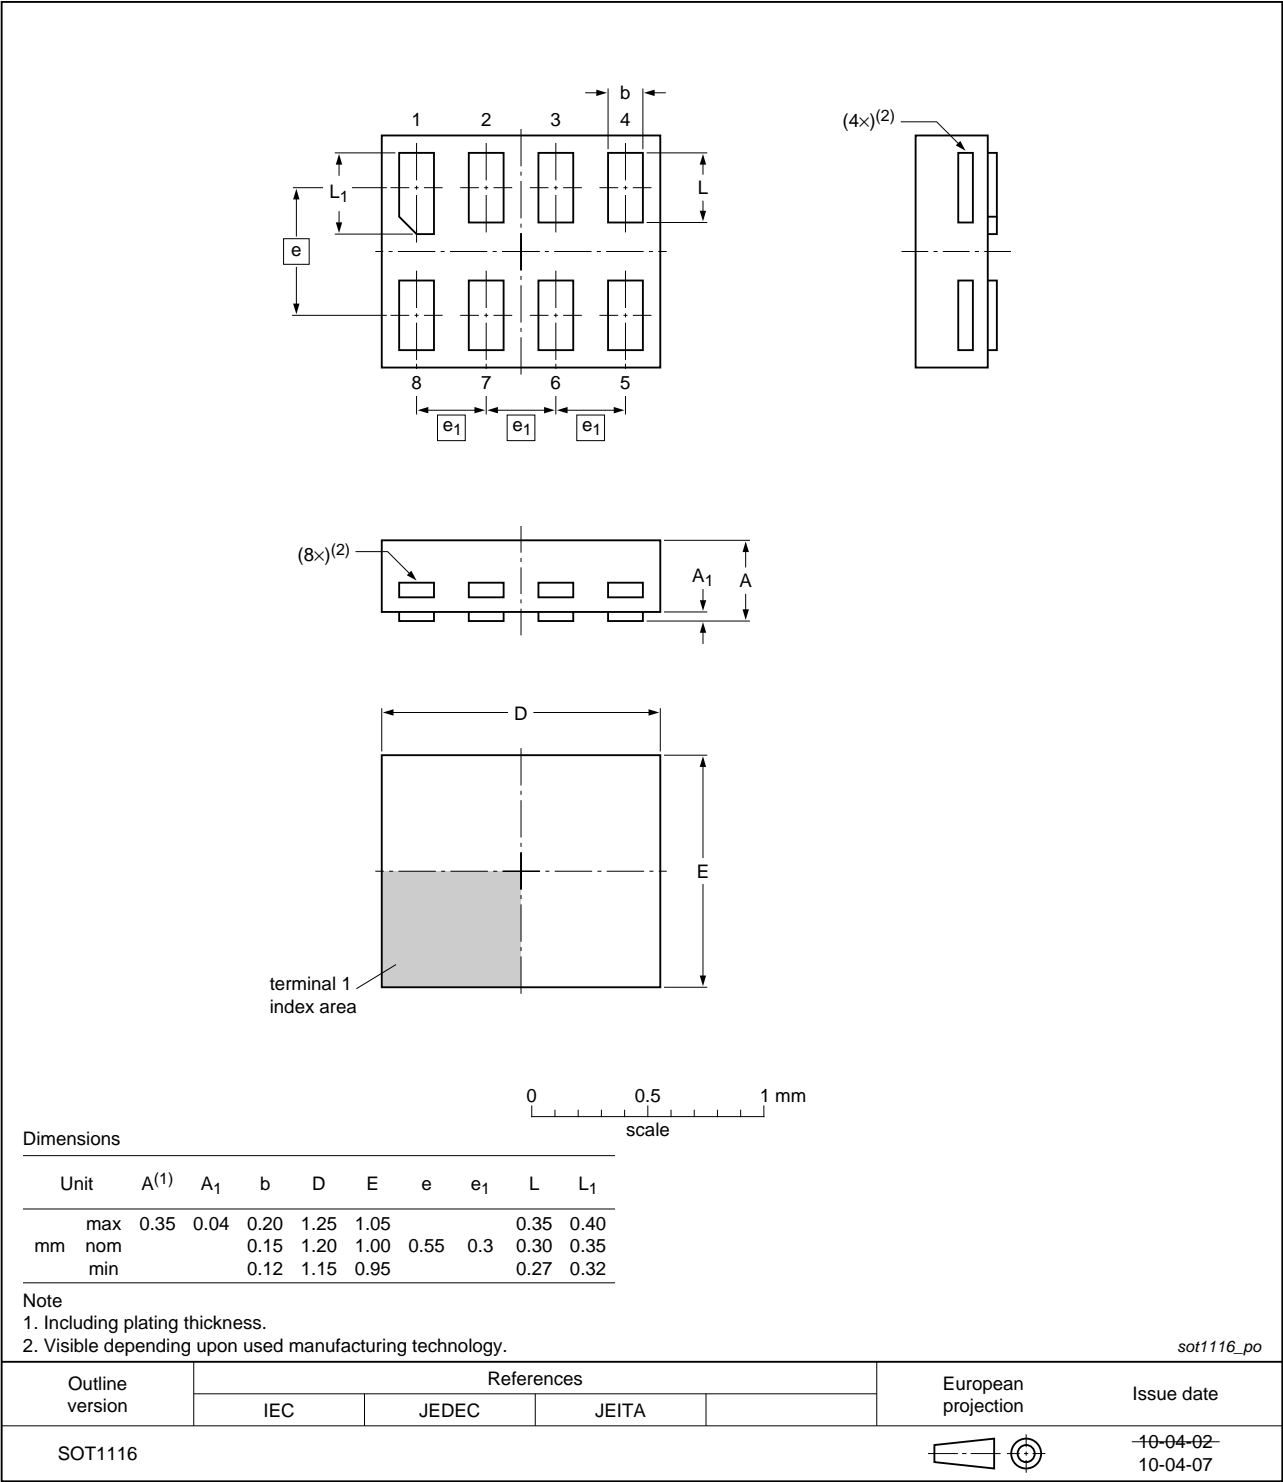 b
1 2 3 4
(4×)(2)
L1
L
e
8 7 6 5
e1 e1 e1
(8×)(2)
A1 A
D
E
terminal 1
index area
0 0.5 1 mm
scale
Dimensions
Unit A(1) A1 b D E e e1 L L1
max 0.35 0.04 0.20 1.25 1.05 0.35 0.40
mm nom 0.15 1.20 1.00 0.55 0.3 0.30 0.35
min 0.12 1.15 0.95 0.27 0.32
Note
1. Including plating thickness.
2. Visible depending upon used manufacturing technology.
sot1116_po
Outline
version
References
European
projection
Issue date
IEC JEDEC JEITA
SOT1116
10-04-02
10-04-07